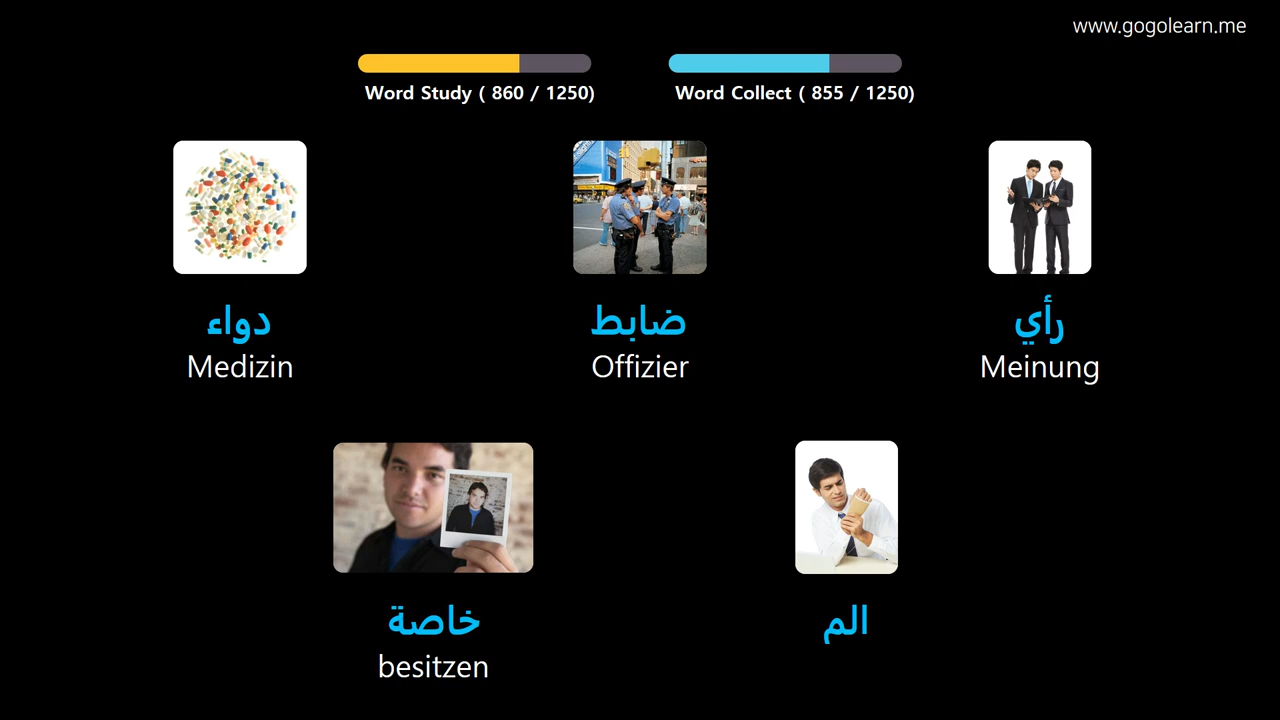 www.gogolearn.me
Word Study ( 860 / 1250)
Word Collect ( 855 / 1250)
دواء
Medizin
ضابط
Offizier
رأي
Meinung
خاصة
besitzen
الم